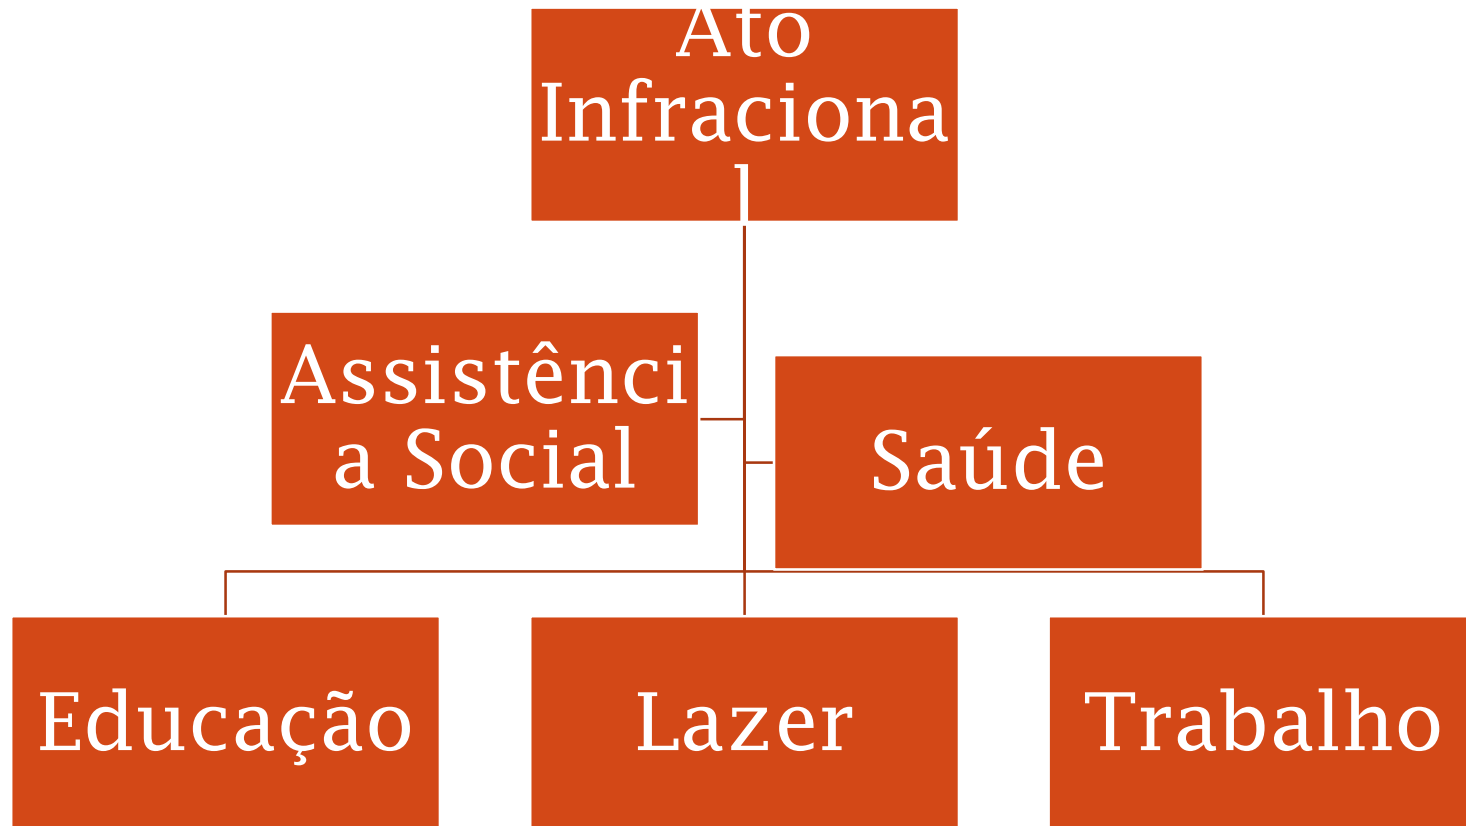 Ato
Infraciona
l
Assistênci
a Social
Saúde
Educação
Lazer
Trabalho